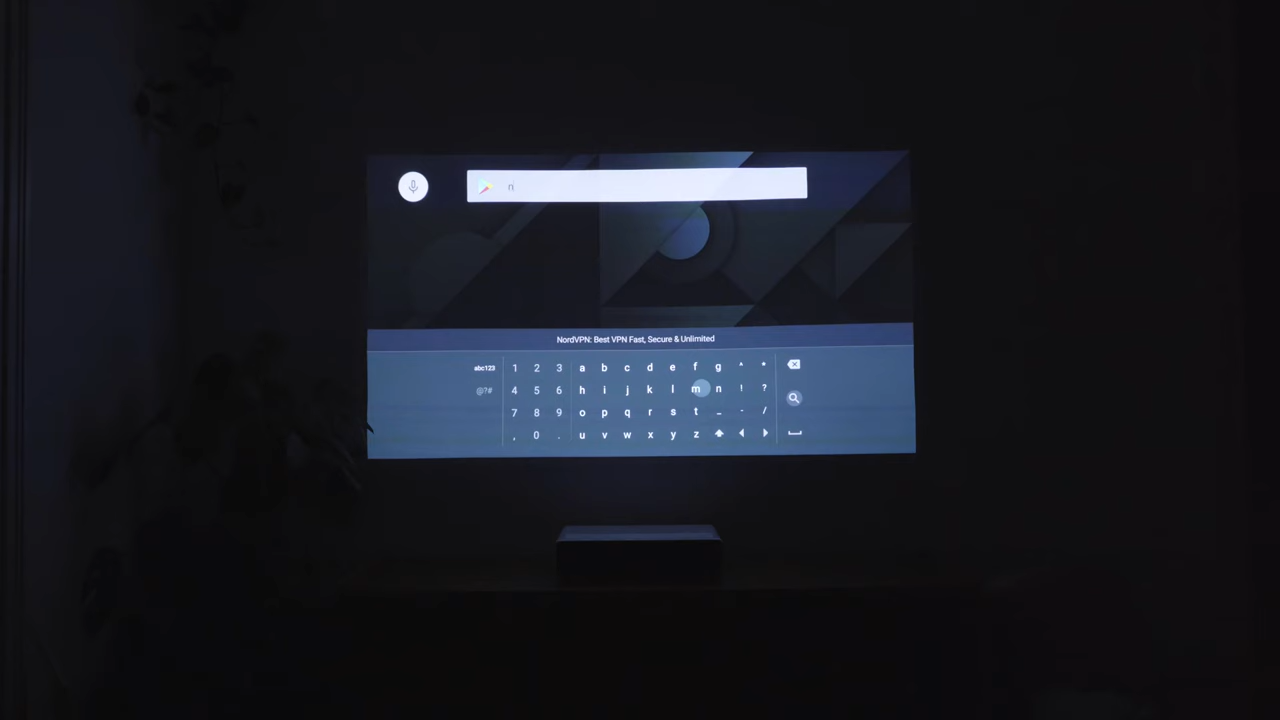 n
NordVPN: Best VPN Fast, Secure & Unlimited
abc123 1 2 3 a b c d e f g
@?# 4 5 6 h i j k l m n ! ?
7 8 9 o p q r s t _ - /
, 0 . u v w x y z